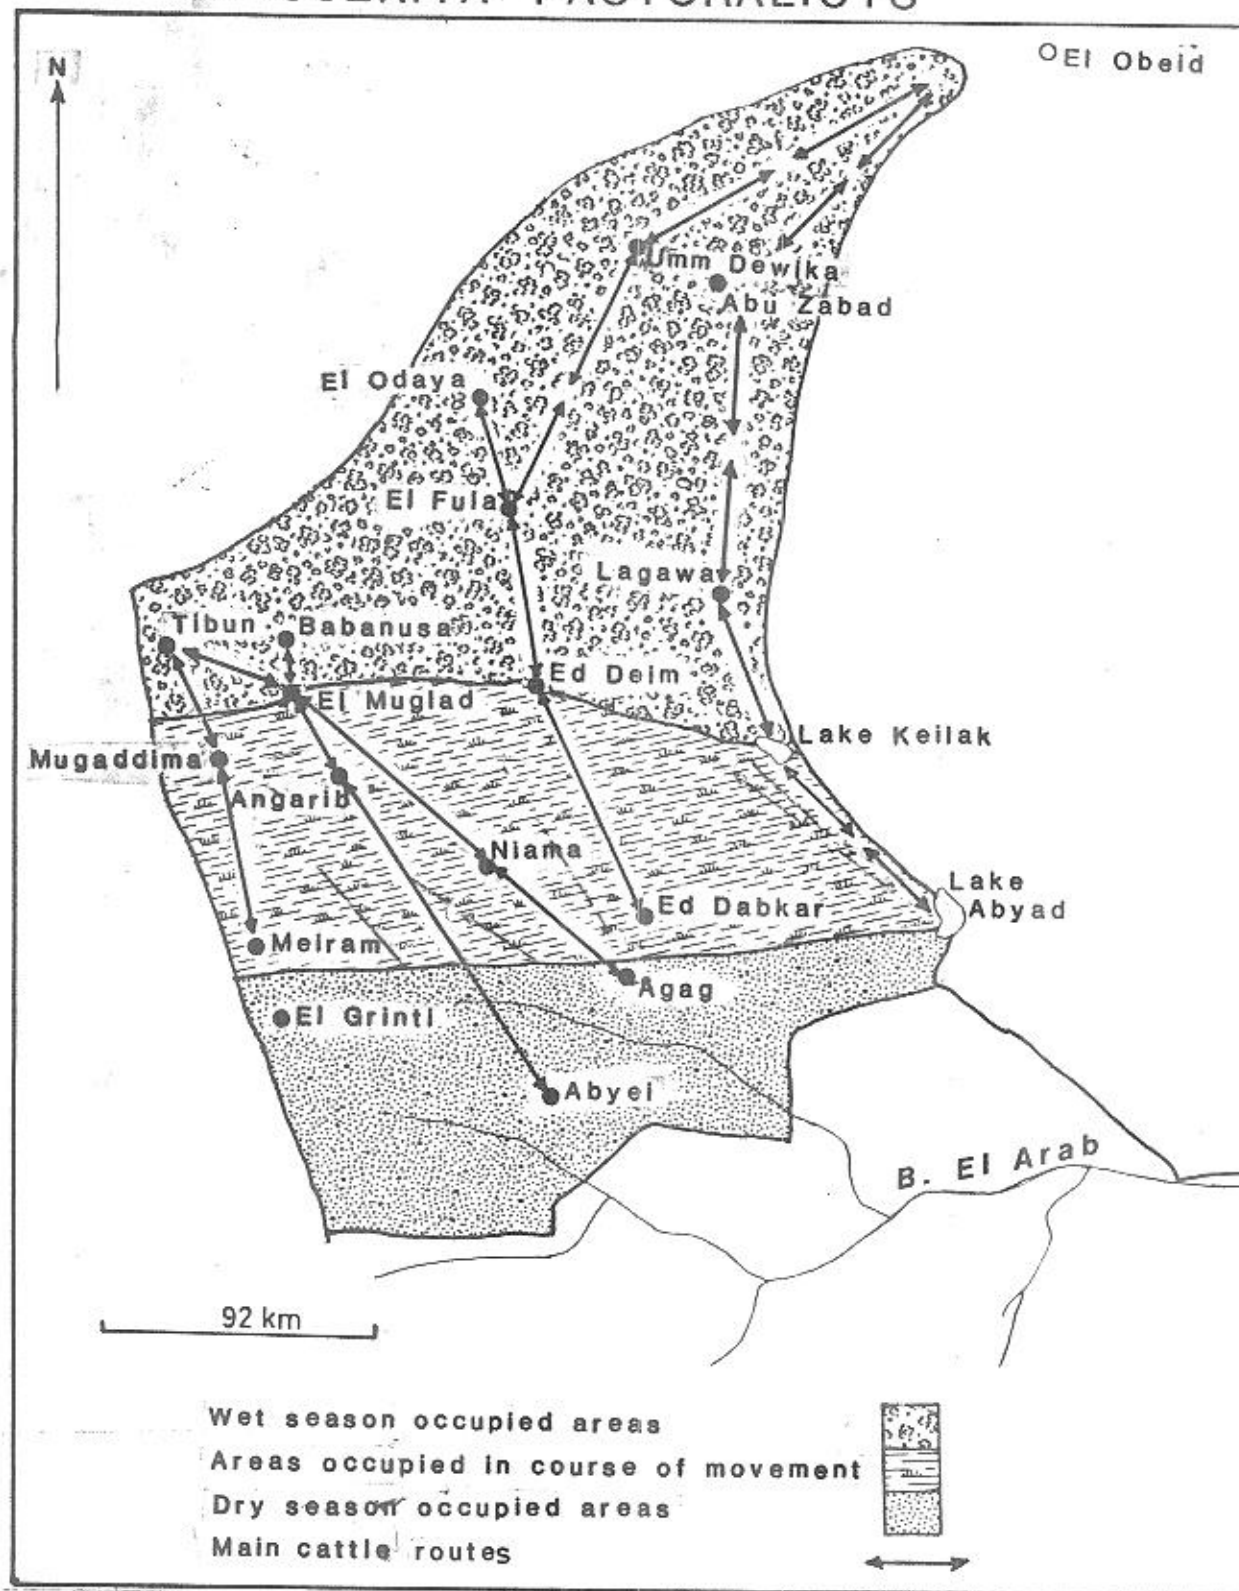 PASTORALISTS
N
El Obeid
Umm Dewika
Abu Zabad
El Odaya
El Fula
Lagawa
Tibun
Babanusa
Ed Deim
El Muglad
Lake Keilak
Mugaddima
Angarib
Niama
Lake
Abyad
Ed Dabkar
Meiram
Agag
El Grinti
Abyei
B. El Arab
92 km
Wet season occupied areas
Areas occupied in course of movement
Dry season occupied areas
Main cattle routes